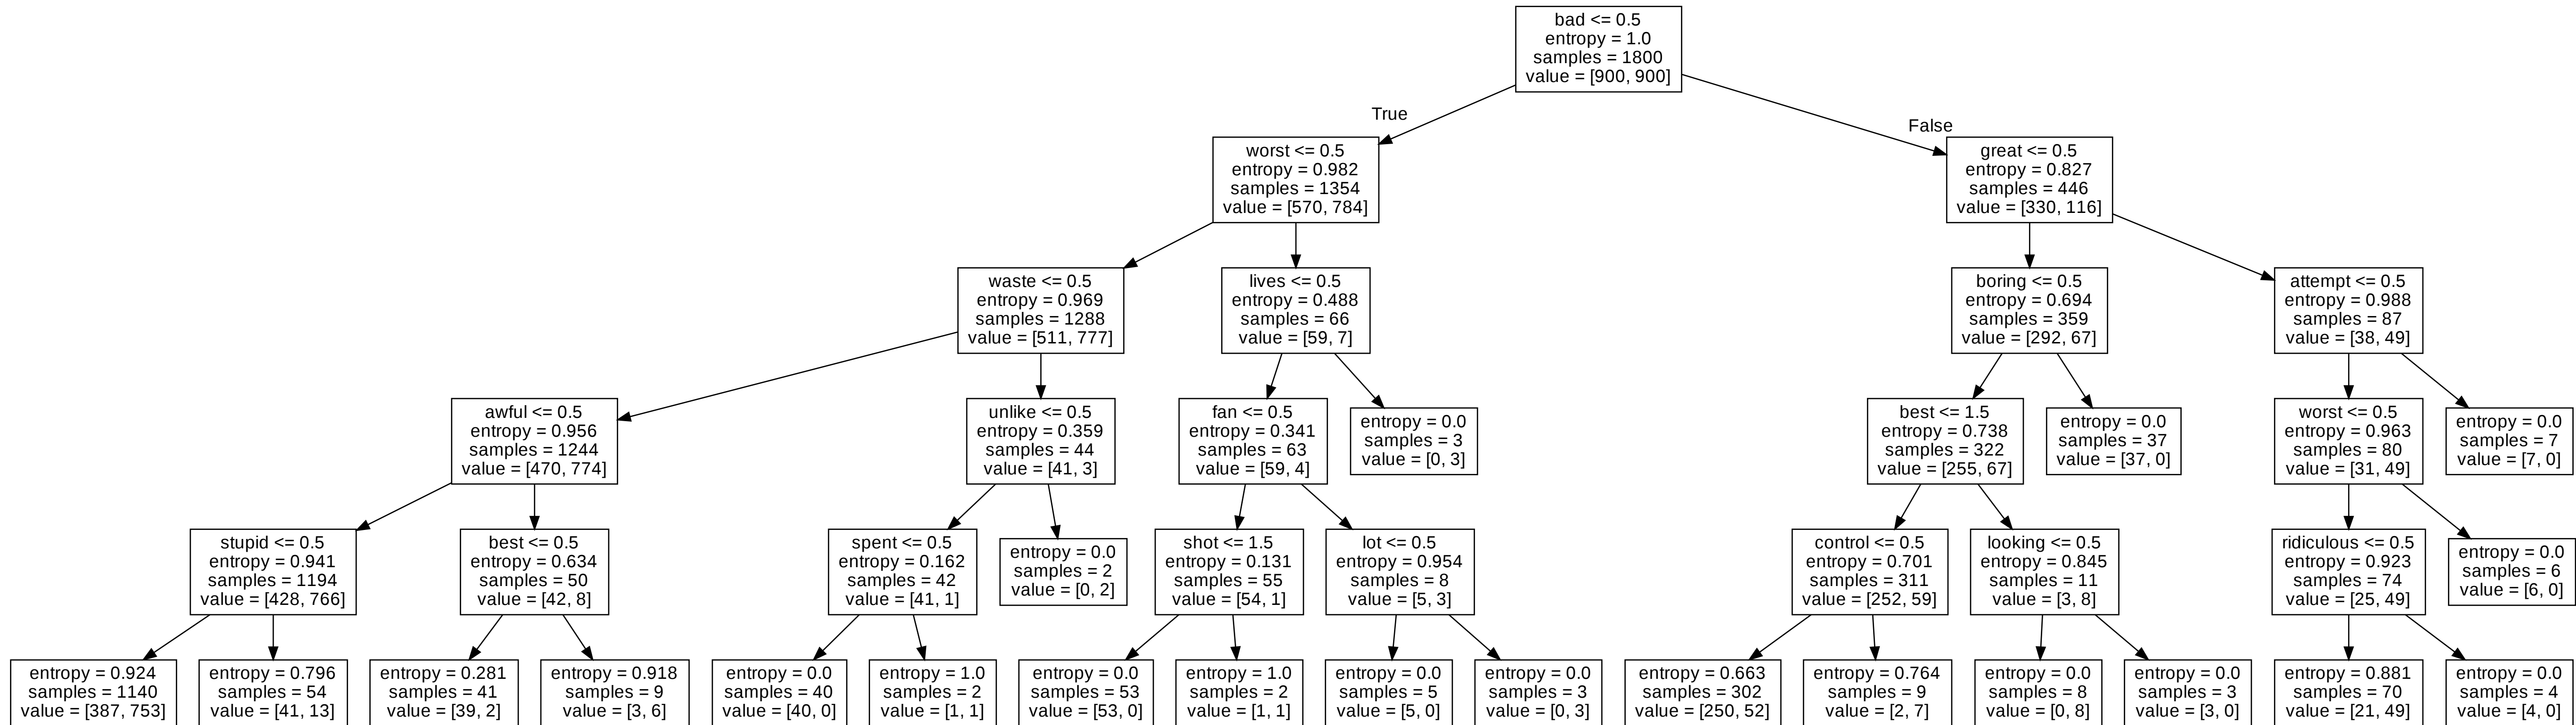 bad <= 0.5
entropy = 1.0
samples = 1800
value = [900, 900]
True
False
worst <= 0.5
entropy = 0.982
samples = 1354
value = [570, 784]
great <= 0.5
entropy = 0.827
samples = 446
value = [330, 116]
waste <= 0.5
entropy = 0.969
samples = 1288
value = [511, 777]
lives <= 0.5
entropy = 0.488
samples = 66
value = [59, 7]
boring <= 0.5
entropy = 0.694
samples = 359
value = [292, 67]
attempt <= 0.5
entropy = 0.988
samples = 87
value = [38, 49]
awful <= 0.5
entropy = 0.956
samples = 1244
value = [470, 774]
unlike <= 0.5
entropy = 0.359
samples = 44
value = [41, 3]
fan <= 0.5
entropy = 0.341
samples = 63
value = [59, 4]
entropy = 0.0
samples = 3
value = [0, 3]
best <= 1.5
entropy = 0.738
samples = 322
value = [255, 67]
entropy = 0.0
samples = 37
value = [37, 0]
worst <= 0.5
entropy = 0.963
samples = 80
value = [31, 49]
entropy = 0.0
samples = 7
value = [7, 0]
stupid <= 0.5
entropy = 0.941
samples = 1194
value = [428, 766]
best <= 0.5
entropy = 0.634
samples = 50
value = [42, 8]
spent <= 0.5
entropy = 0.162
samples = 42
value = [41, 1]
entropy = 0.0
samples = 2
value = [0, 2]
shot <= 1.5
entropy = 0.131
samples = 55
value = [54, 1]
lot <= 0.5
entropy = 0.954
samples = 8
value = [5, 3]
control <= 0.5
entropy = 0.701
samples = 311
value = [252, 59]
looking <= 0.5
entropy = 0.845
samples = 11
value = [3, 8]
ridiculous <= 0.5
entropy = 0.923
samples = 74
value = [25, 49]
entropy = 0.0
samples = 6
value = [6, 0]
entropy = 0.924
samples = 1140
value = [387, 753]
entropy = 0.796
samples = 54
value = [41, 13]
entropy = 0.281
samples = 41
value = [39, 2]
entropy = 0.918
samples = 9
value = [3, 6]
entropy = 0.0
samples = 40
value = [40, 0]
entropy = 1.0
samples = 2
value = [1, 1]
entropy = 0.0
samples = 53
value = [53, 0]
entropy = 1.0
samples = 2
value = [1, 1]
entropy = 0.0
samples = 5
value = [5, 0]
entropy = 0.0
samples = 3
value = [0, 3]
entropy = 0.663
samples = 302
value = [250, 52]
entropy = 0.764
samples = 9
value = [2, 7]
entropy = 0.0
samples = 8
value = [0, 8]
entropy = 0.0
samples = 3
value = [3, 0]
entropy = 0.881
samples = 70
value = [21, 49]
entropy = 0.0
samples = 4
value = [4, 0]